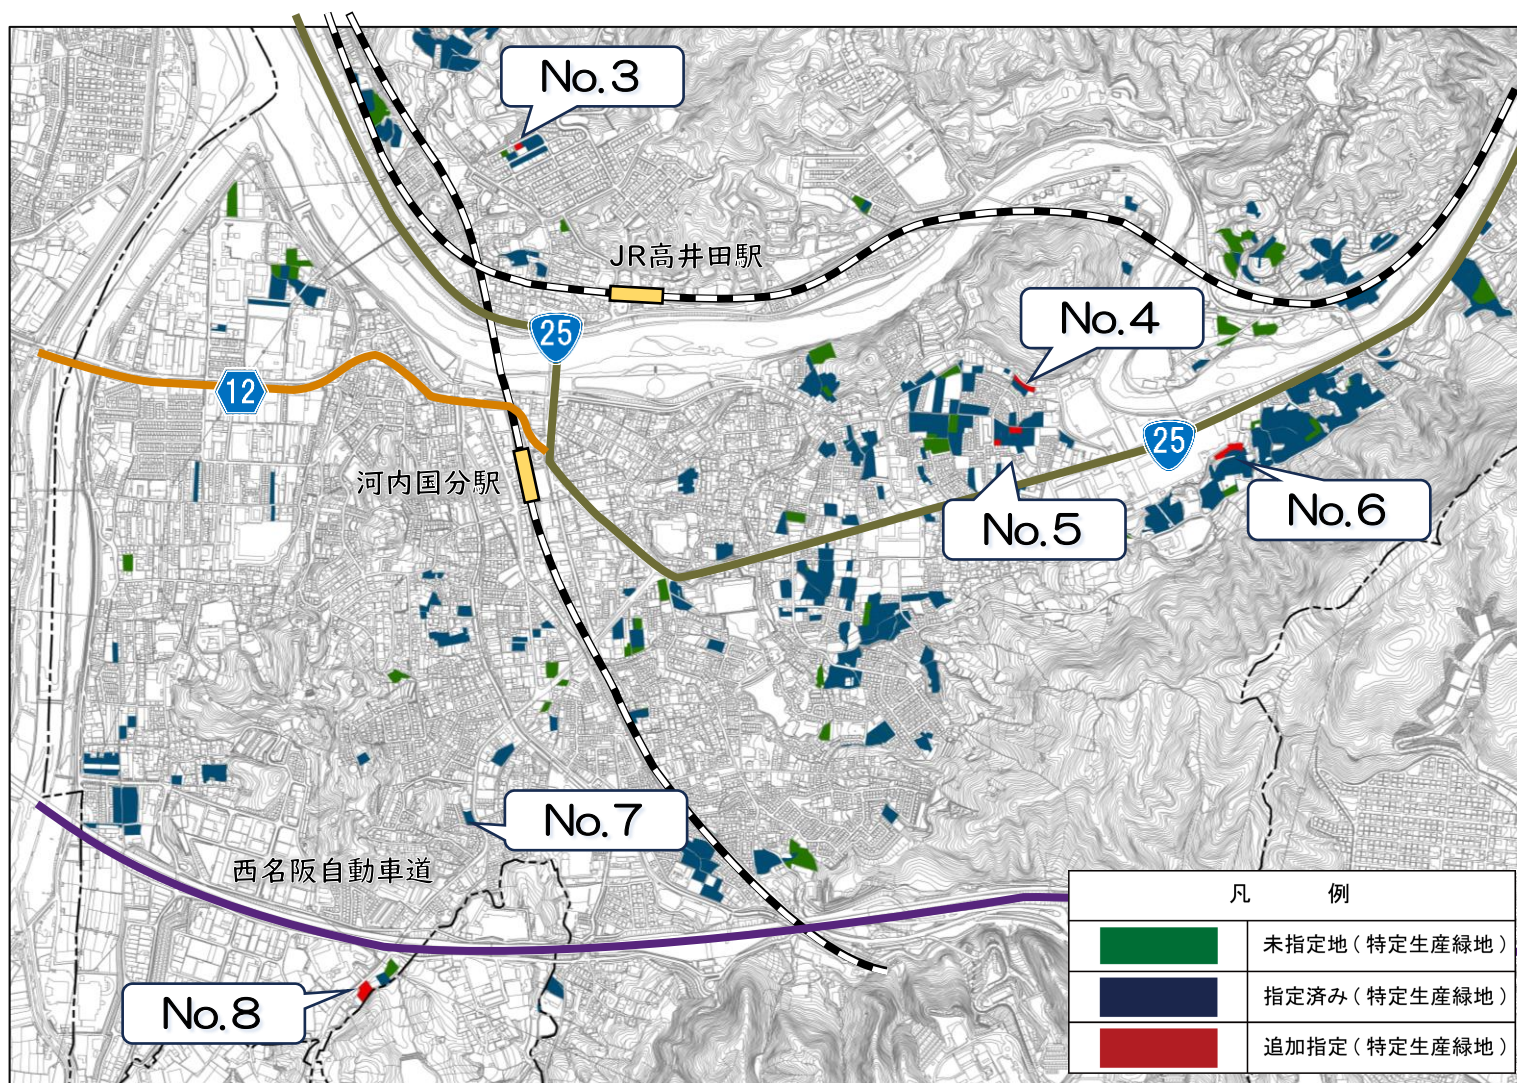 No.3
JR高井田駅
25
No.4
12
25
河内国分駅
No.6
No.5
No.7
西名阪自動車道
No.8
凡 例
未指定地(特定生産緑地)
指定済み(特定生産緑地)
追加指定(特定生産緑地)